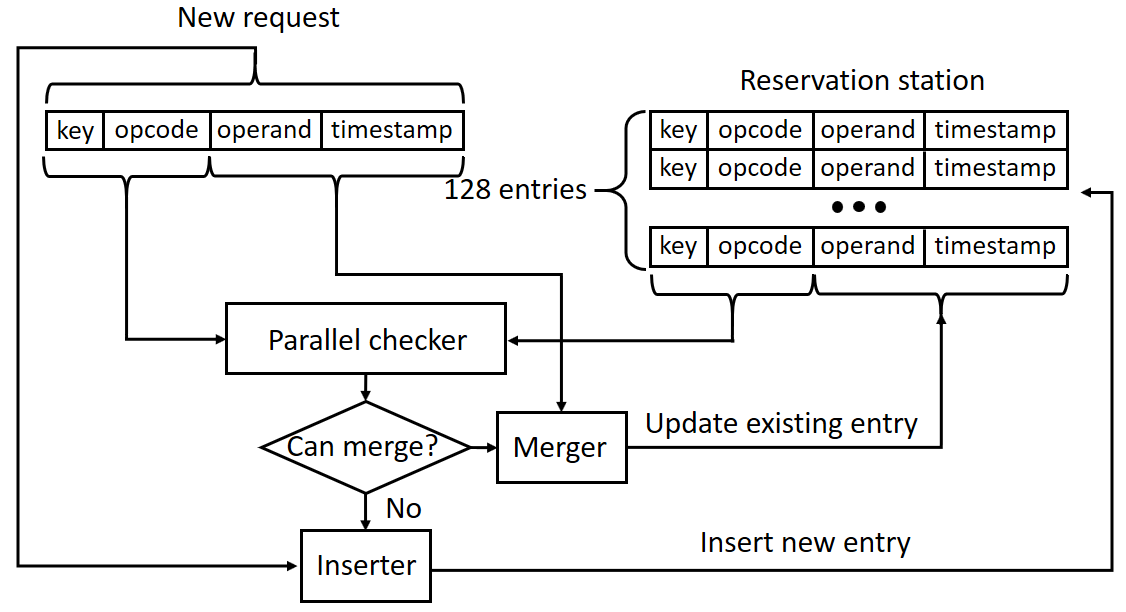 New request
Reservation station
key opcode operand timestamp
key opcode operand timestamp
key opcode operand timestamp
128 entries
key opcode operand timestamp
Parallel checker
Can merge?
Merger
Update existing entry
No
Inserter
Insert new entry